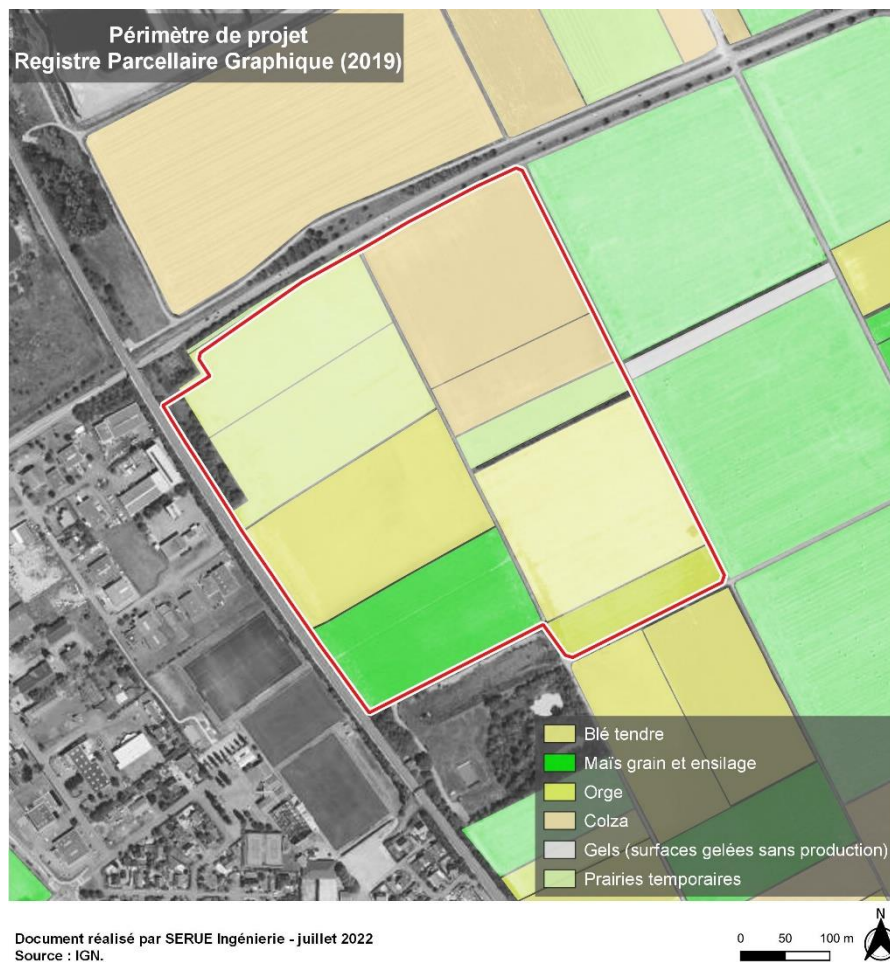 Périmètre de projet
Registre Parcellaire Graphique (2019)
Blé tendre
Maïs grain et ensilage
Orge
Colza
Gels (surfaces gelées sans production)
Prairies temporaires
Document réalisé par SERUE Ingénierie - juillet 2022
Source : IGN.
0 50 100 m
N